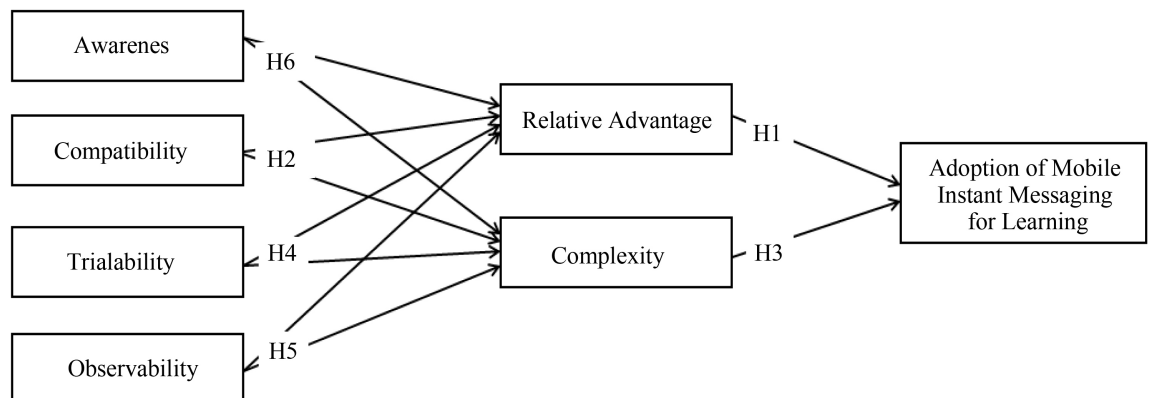 Awarenes
H6
Compatibility
H2
Trialability
H4
Observability
H5
Relative Advantage
H1
Complexity
H3
Adoption of Mobile
Instant Messaging
for Learning